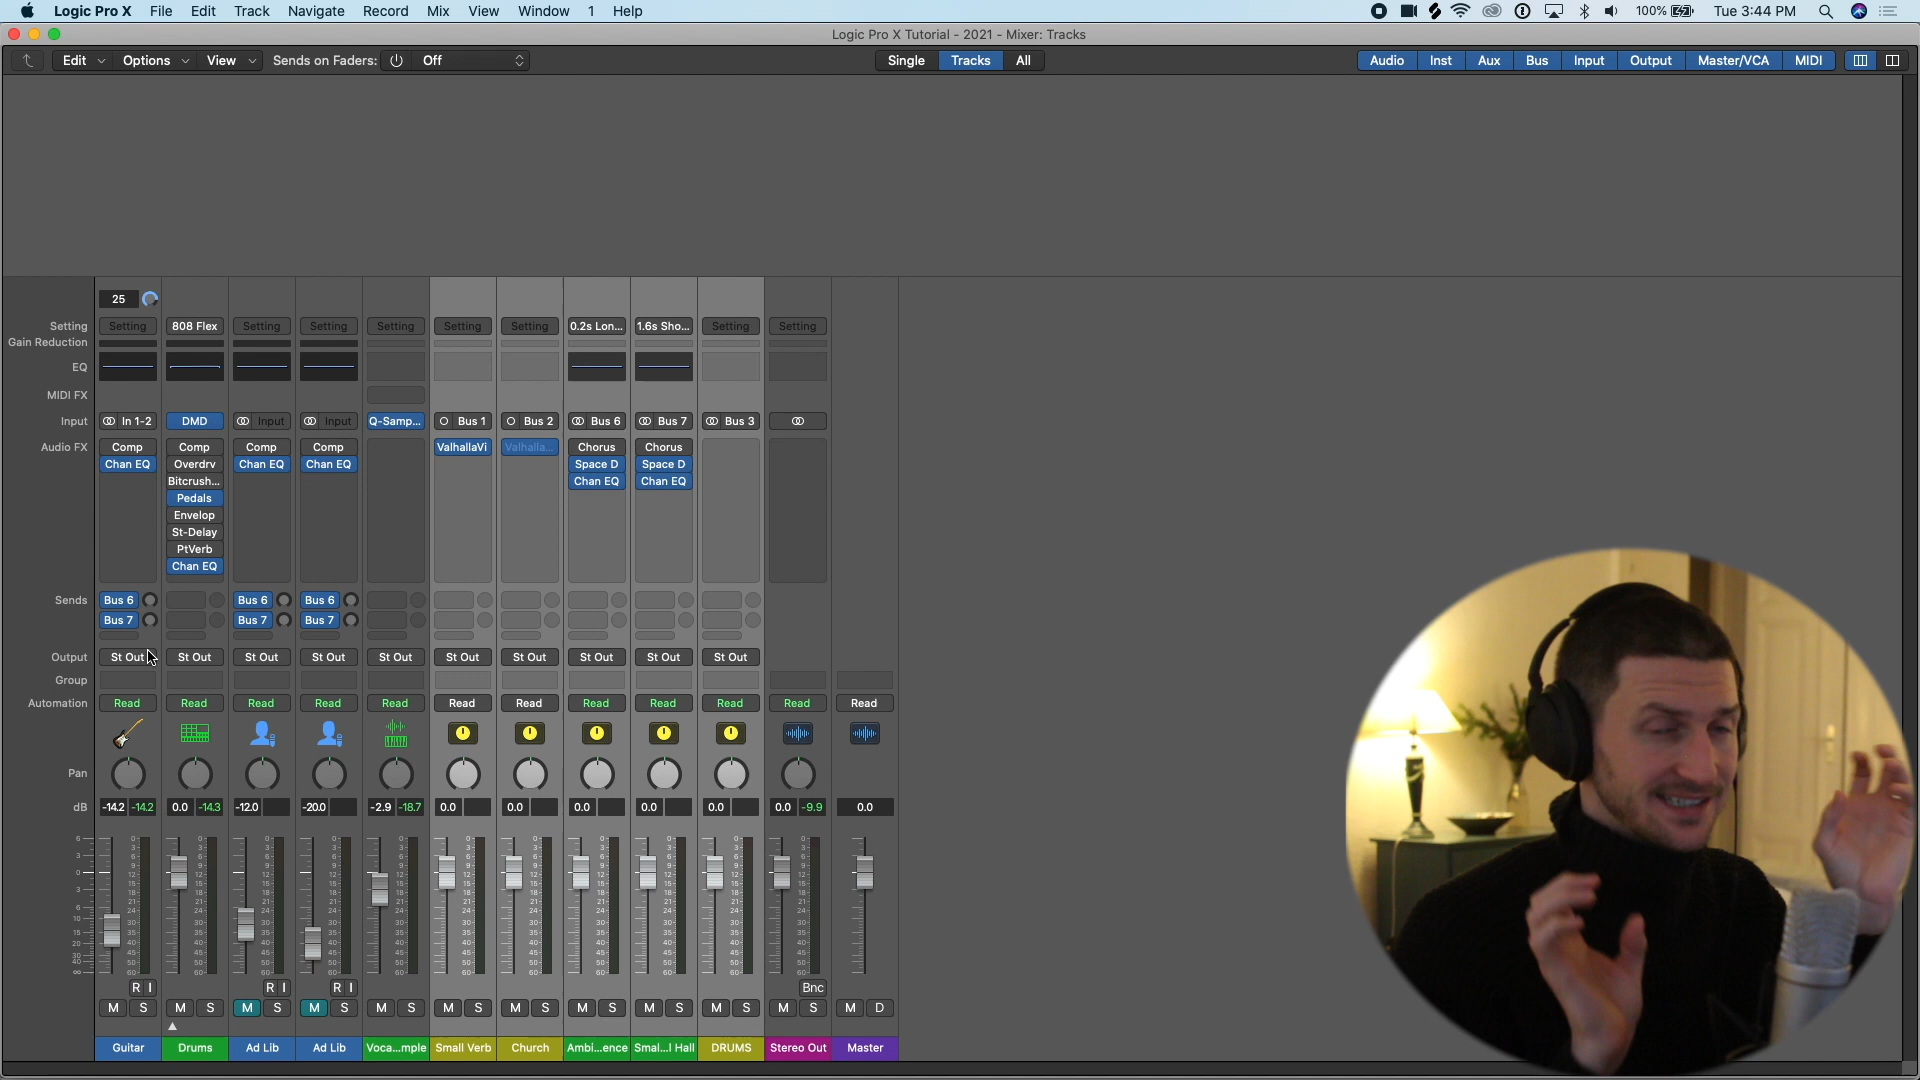 Logic Pro X File Edit Track Navigate Record Mix View Window 1 Help 100% Tue 3:44 PM
Logic Pro X Tutorial - 2021 - Mixer: Tracks
Edit Options View Sends on Faders: Off Single Tracks All Audio Inst Aux Bus Input Output Master/VCA MIDI
25
Setting Setting 808 Flex Setting Setting Setting Setting Setting 0.2s Lon... 1.6s Sho... Setting Setting
Gain Reduction
EQ
MIDI FX
Input In 1-2 DMD Input Input Q-Samp... Bus 1 Bus 2 Bus 6 Bus 7 Bus 3
Audio FX Comp Comp Comp Comp ValhallaVi Valhalla... Chorus Chorus
Chan EQ Overdrv Chan EQ Chan EQ Space D Space D
Bitcrush... Chan EQ Chan EQ
Pedals
Envelop
St-Delay
PtVerb
Chan EQ
Sends Bus 6 Bus 6 Bus 6
Bus 7 Bus 7 Bus 7
Output St Out St Out St Out St Out St Out St Out St Out St Out St Out St Out
Group
Automation Read Read Read Read Read Read Read Read Read Read Read Read
Pan
dB -14.2 -14.2 0.0 -14.3 -12.0 -20.0 -2.9 -18.7 0.0 0.0 0.0 0.0 0.0 0.0 -9.9 0.0
R I R I R I Bnc
M S M S M S M S M S M S M S M S M S M S M S M D
Guitar Drums Ad Lib Ad Lib Voca...mple Small Verb Church Ambi...ence Smal...l Hall DRUMS Stereo Out Master